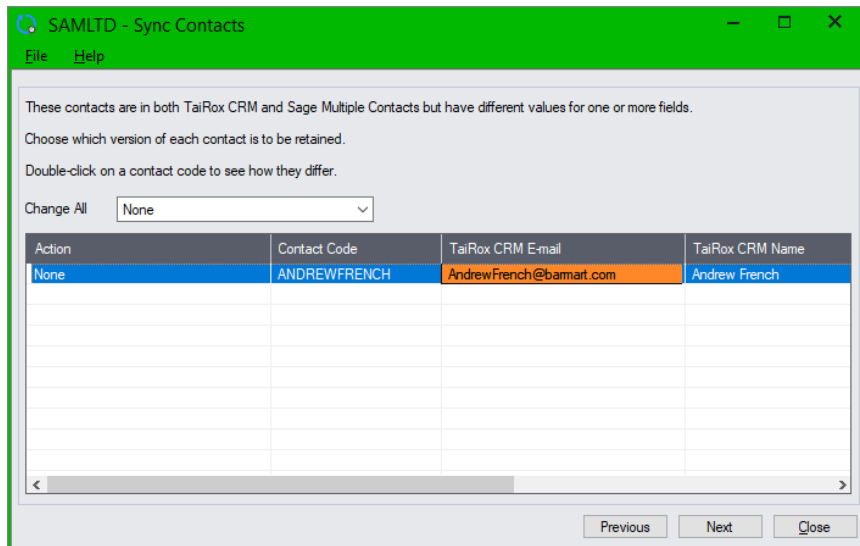 SAMLTD - Sync Contacts
File Help
These contacts are in both TaiRox CRM and Sage Multiple Contacts but have different values for one or more fields.
Choose which version of each contact is to be retained.
Double-click on a contact code to see how they differ.
Change All None
Action Contact Code TaiRox CRM E-mail TaiRox CRM Name
None ANDREWFRENCH AndrewFrench@barmart.com Andrew French
Previous Next Close